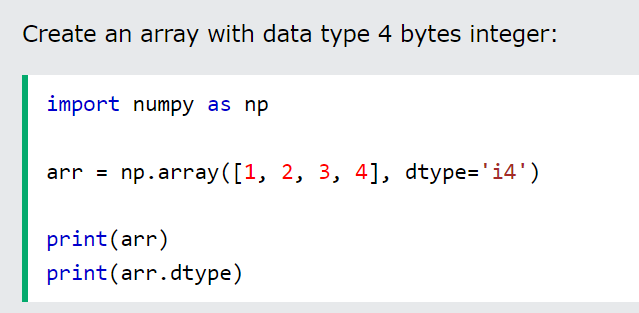 Create an array with data type 4 bytes integer:
import numpy as np
arr = np.array([1, 2, 3, 4], dtype='i4')
print(arr)
print(arr.dtype)